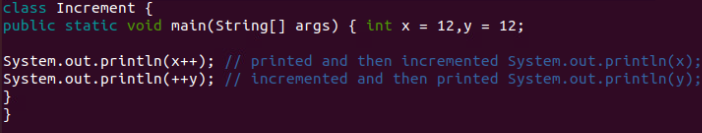 class Increment {
public static void main(String[] args) { int x = 12,y = 12;
System.out.println(x++); // printed and then incremented System.out.println(x);
System.out.println(++y); // incremented and then printed System.out.println(y);
}
}